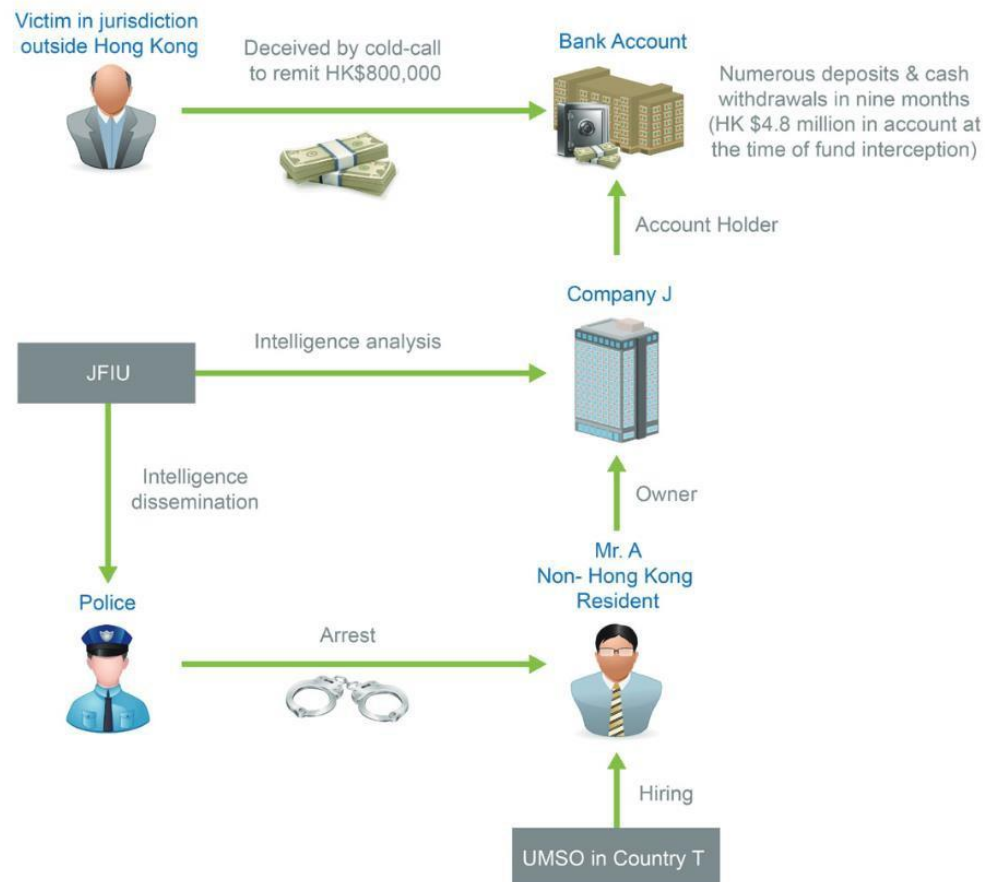 Victim in jurisdiction
outside Hong Kong
Deceived by cold-call
to remit HK$800,000
Bank Account
Numerous deposits & cash
withdrawals in nine months
(HK $4.8 million in account at
the time of fund interception)
Account Holder
Company J
Intelligence analysis
JFIU
Intelligence
dissemination
Owner
Mr. A
Non- Hong Kong
Resident
Police
Arrest
Hiring
UMSO in Country T